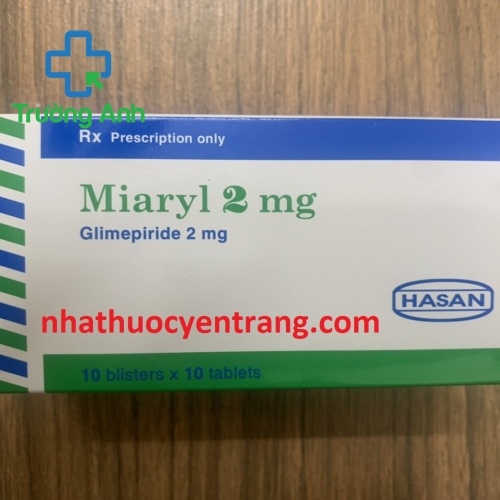 Trường Anh
Rx Prescription only
Miaryl 2 mg
Glimepiride 2 mg
HASAN
nhathuocyentrang.com
10 blisters x 10 tablets